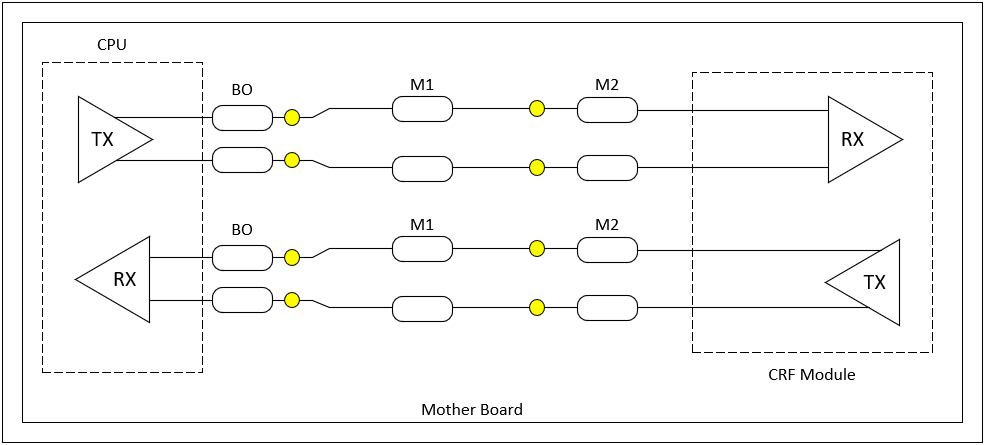 CPU
BO
M1
M2
TX
RX
BO
M1
M2
RX
TX
CRF Module
Mother Board